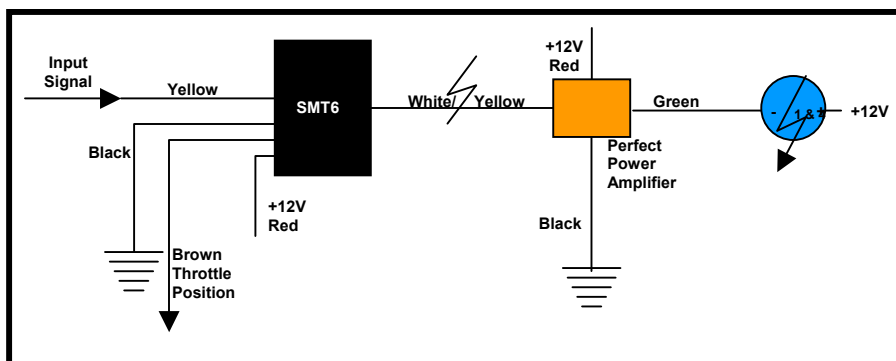 Input
Signal
Yellow
Black
+12V
Red
Brown
Throttle
Position
SMT6
White/ Yellow
+12V
Red
Green
Perfect
Power
Amplifier
Black
- 1 & +
+12V